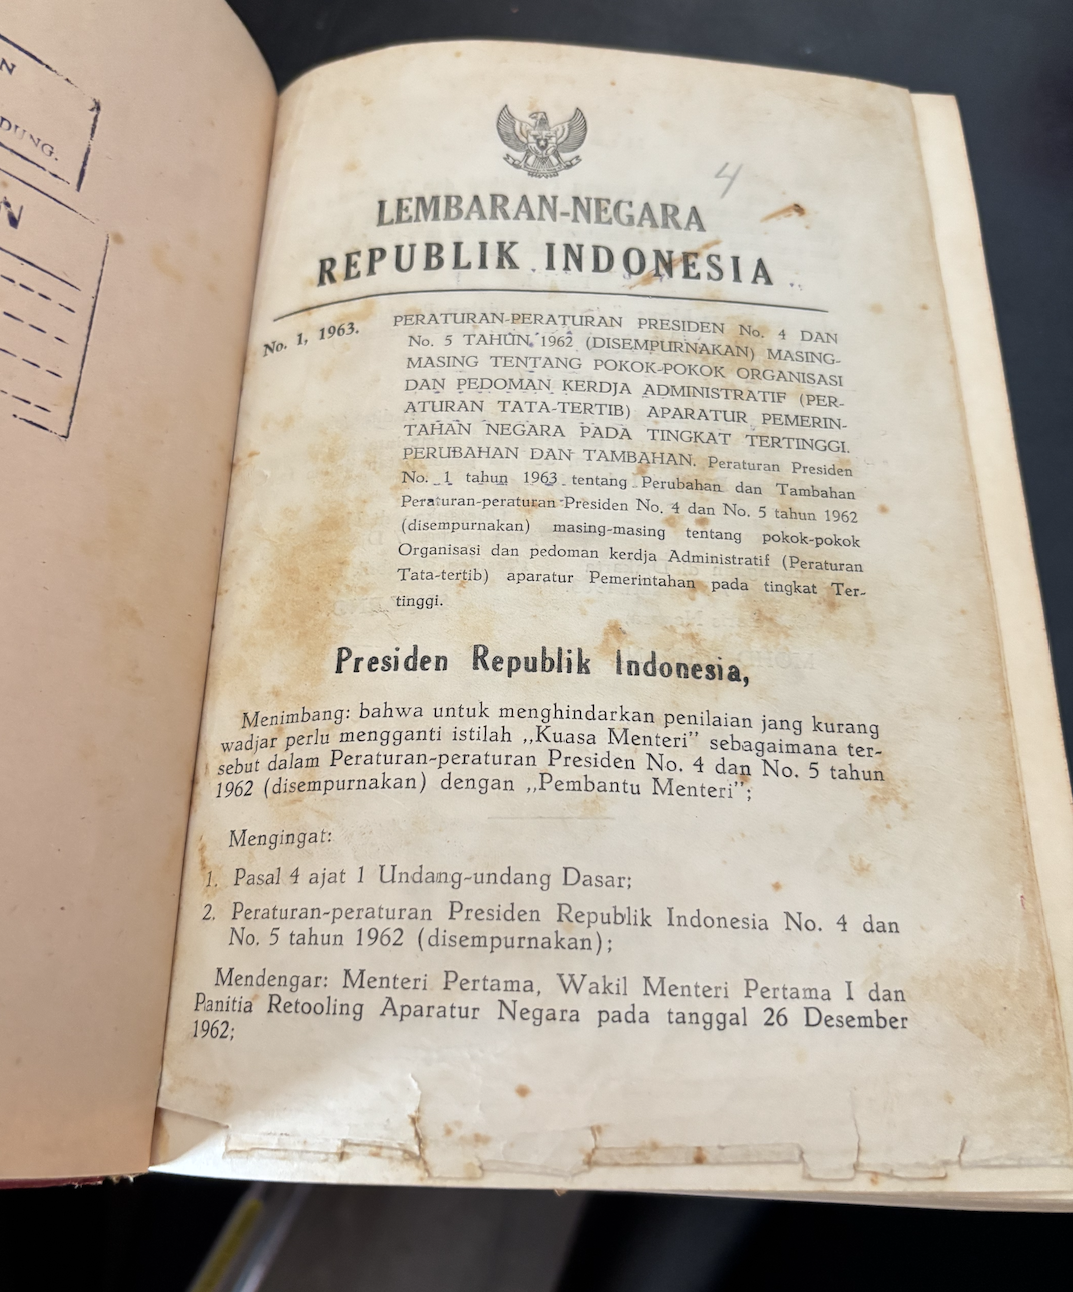 DUNG.
4
LEMBARAN-NEGARA
REPUBLIK INDONESIA
No. 1, 1963.
PERATURAN-PERATURAN PRESIDEN No. 4 DAN
No. 5 TAHUN 1962 (DISEMPURNAKAN) MASING-
MASING TENTANG POKOK-POKOK ORGANISASI
DAN PEDOMAN KERDJA ADMINISTRATIF (PER-
ATURAN TATA-TERTIB) APARATUR PEMERIN-
TAHAN NEGARA PADA TINGKAT TERTINGGI.
PERUBAHAN DAN TAMBAHAN. Peraturan Presiden
No. 1 tahun 1963 tentang Perubahan dan Tambahan
Peraturan-peraturan Presiden No. 4 dan No. 5 tahun 1962
(disempurnakan) masing-masing tentang pokok-pokok
Organisasi dan pedoman kerdja Administratif (Peraturan
Tata-tertib) aparatur Pemerintahan pada tingkat Ter-
tinggi.
Presiden Republik Indonesia,
Menimbang: bahwa untuk menghindarkan penilaian jang kurang
wadjar perlu mengganti istilah „Kuasa Menteri” sebagaimana ter-
sebut dalam Peraturan-peraturan Presiden No. 4 dan No. 5 tahun
1962 (disempurnakan) dengan „Pembantu Menteri”;
Mengingat:
1. Pasal 4 ajat 1 Undang-undang Dasar;
2. Peraturan-peraturan Presiden Republik Indonesia No. 4 dan
No. 5 tahun 1962 (disempurnakan);
Mendengar: Menteri Pertama, Wakil Menteri Pertama I dan
Panitia Retooling Aparatur Negara pada tanggal 26 Desember
1962;